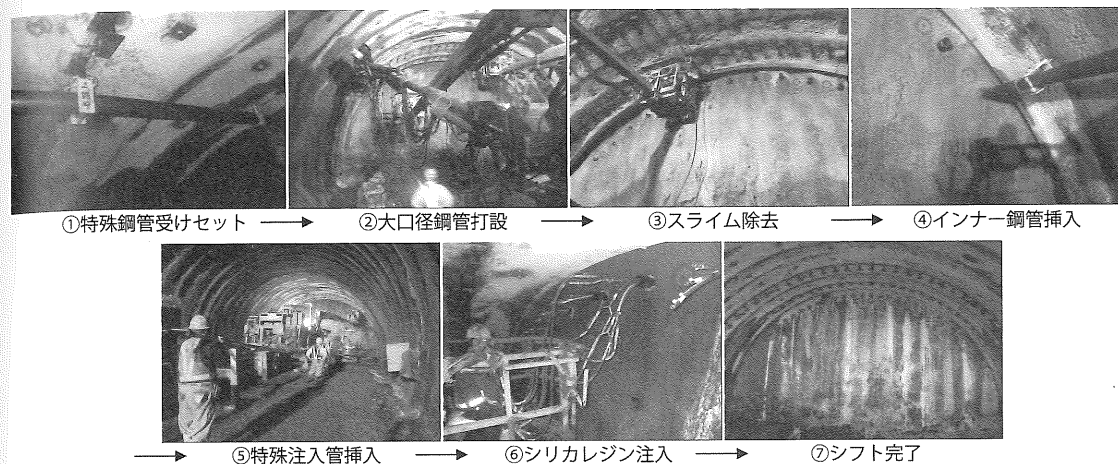 ①特殊鋼管受けセット → ②大口径鋼管打設 → ③スライム除去 → ④インナー鋼管挿入
→ ⑤特殊注入管挿入 → ⑥シリカレジン注入 → ⑦シフト完了